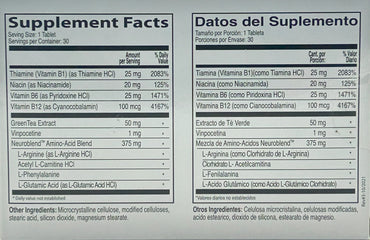 Supplement Facts
Seving Size: 1 Tablet
Servings per Container: 30
Amount per Serving
% Daily Value
Thiamine (Vitamin B1) (as Thiamine HCl) 25 mg 2083%
Niacin (as Niacinamide) 20 mg 125%
Vitamin B6 (as Pyridoxine HCl) 25 mg 1471%
Vitamin B12 (as Cyanocobalamin) 100 mcg 4167%
GreenTea Extract 50 mg *
Vinpocetine 1 mg *
Neuroblend™ Amino-Acid Blend 375 mg *
L-Arginine (as L-Arginine HCl) *
Acetyl L-Carnitine HCl *
L-Phenylalanine *
L-Glutamic Acid (as L-Glutamic Acid HCl) *
* Daily value not established
Other Ingredients: Microcrystalline cellulose, modified celluloses,
stearic acid, silicon dioxide, magnesium stearate.
Datos del Suplemento
Tamaño por Porción: 1 Tableta
Porciones por Envase: 30
Cant. por Porción:
% Valor Diario
Tiamina (Vitamina B1)(como Tiamina HCl) 25 mg 2083%
Niacina (como Niacinamida) 20 mg 125%
Vitamina B6 (como Piridoxina HCl) 25 mg 1471%
Vitamina B12 (como Cianocobalamina) 100 mcg 4167%
Extracto de Té Verde 50 mg *
Vinpocetina 1 mg *
Mezcla de Amino-Acidos Neuroblend™ 375 mg *
L-Arginina (como Clorhidrato de L-Arginina) *
Clorhidrato L- Acetilcarnitina *
L-Fenilalanina *
L-Acido Glutámico (como Clorhidrato de L-Acido Glutámico) *
*Valores diarios no establecidos
Otros Ingredientes: Celulosa microcristalina, celulosas modificadas,
acido estearico, dioxido de silicona, estearato de magnesio.